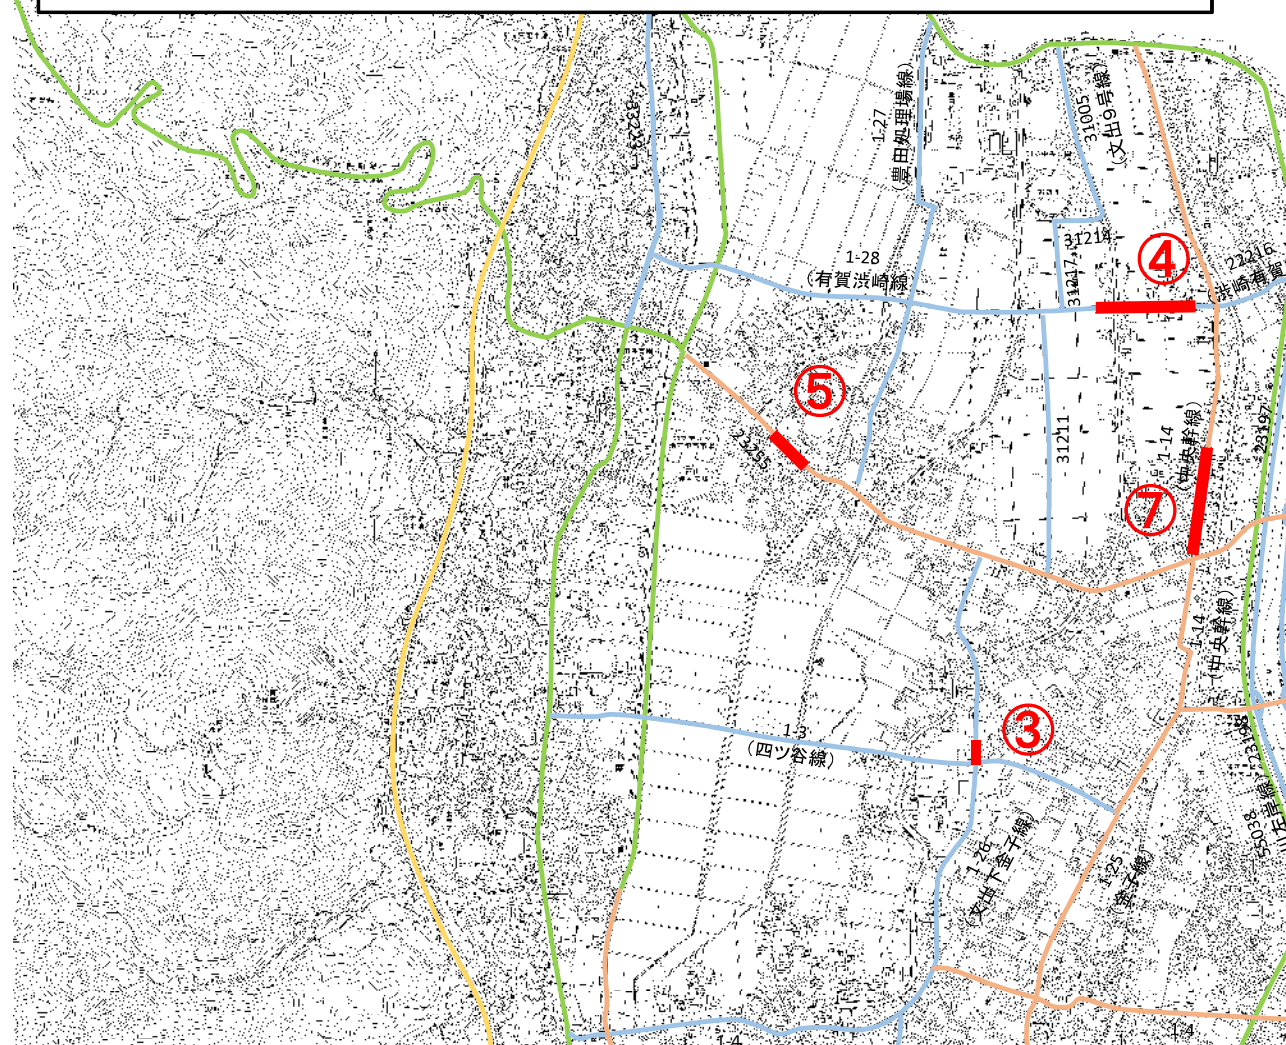 33223
1-27
(豊田処理場線)
31005
(文出9号線)
31214
④
22216
(渋崎有賀
1-28
(有賀渋崎線
31217
⑤
23255
31211
1-14
(中央幹線)
⑦
1-14
(中央幹線)
③
1-3
(四ツ谷線)
1-26
(文出下金子線)
1-25
(金子線)
55038
1-4
1-4